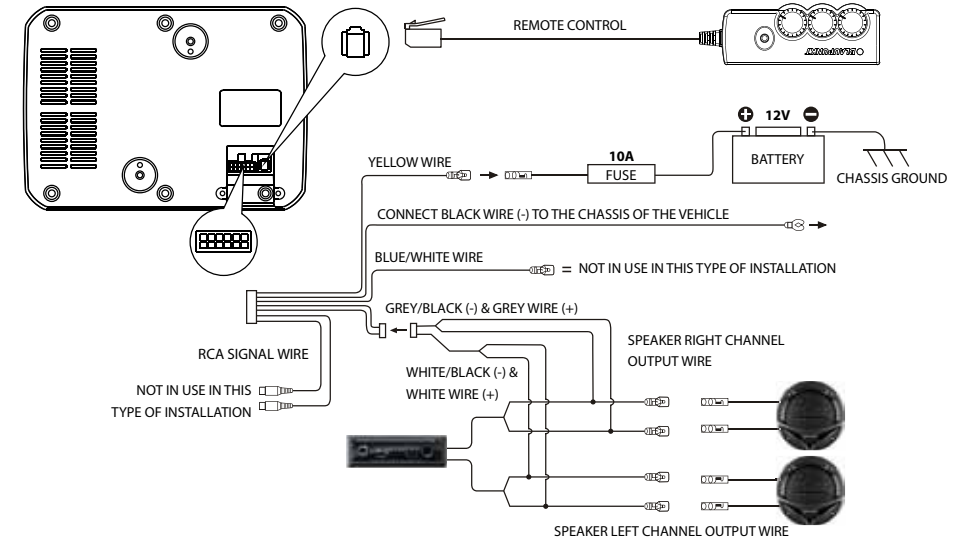 REMOTE CONTROL
BLAUPUNKT
12V
10A
FUSE
BATTERY
CHASSIS GROUND
YELLOW WIRE
CONNECT BLACK WIRE (-) TO THE CHASSIS OF THE VEHICLE
BLUE/WHITE WIRE
= NOT IN USE IN THIS TYPE OF INSTALLATION
GREY/BLACK (-) & GREY WIRE (+)
SPEAKER RIGHT CHANNEL
OUTPUT WIRE
RCA SIGNAL WIRE
WHITE/BLACK (-) &
WHITE WIRE (+)
NOT IN USE IN THIS
TYPE OF INSTALLATION
SPEAKER LEFT CHANNEL OUTPUT WIRE